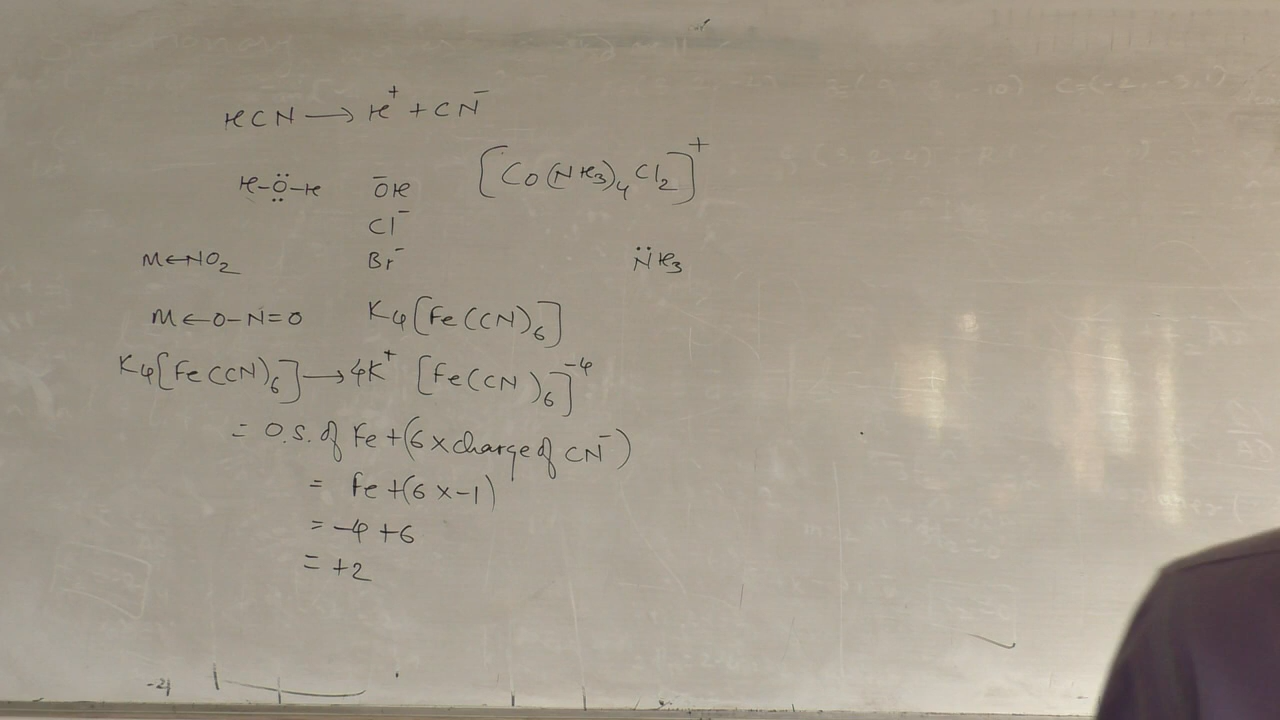 HCN → H⁺ + CN⁻
[Co(NH₃)₄Cl₂]⁺
H-Ö-H ŌH
Cl⁻
M←NO₂ Br⁻ N̈H₃
M←O-N=O K₄[Fe(CN)₆]
K₄[Fe(CN)₆] → 4K⁺ [Fe(CN)₆]⁻⁴
= O.S. of Fe + (6 x charge of CN⁻)
= Fe + (6 x -1)
= -4 + 6
= +2